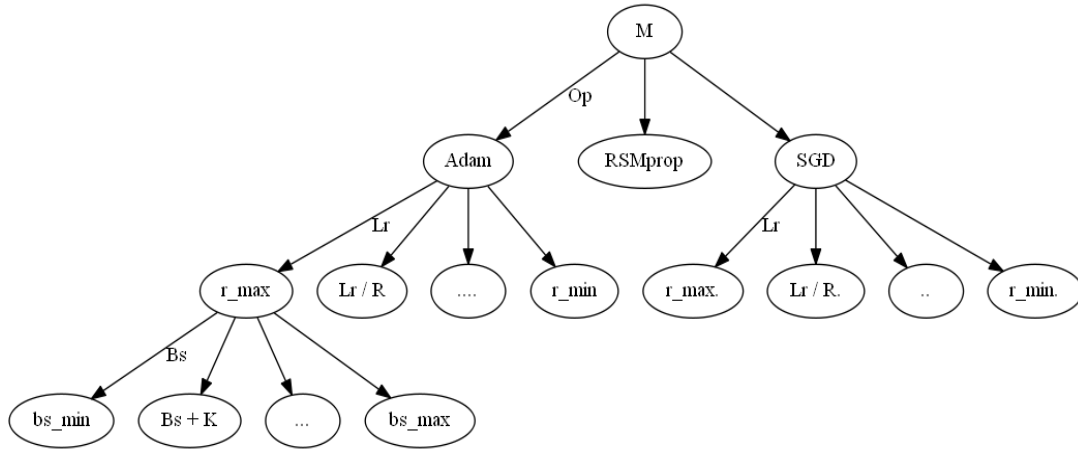 M
Op
Adam
RSMprop
SGD
Lr
Lr
r_max
Lr / R
....
r_min
r_max.
Lr / R.
..
r_min.
Bs
bs_min
Bs + K
...
bs_max